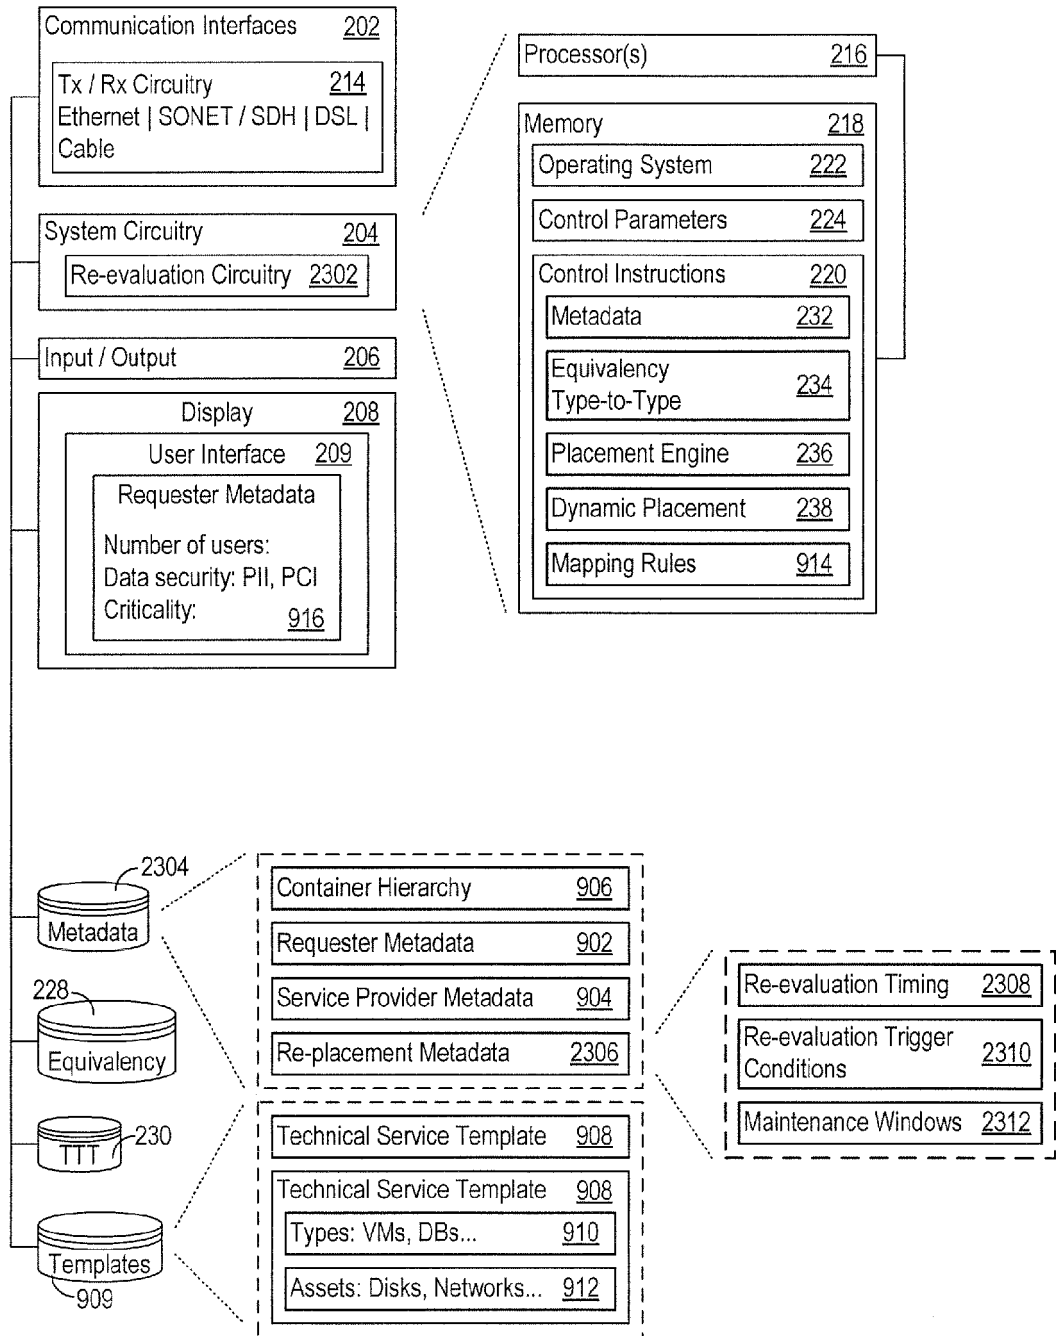 Communication Interfaces 202
Tx / Rx Circuitry 214
Ethernet | SONET / SDH | DSL |
Cable
System Circuitry 204
Re-evaluation Circuitry 2302
Input / Output 206
Display 208
User Interface 209
Requester Metadata
Number of users:
Data security: PII, PCI
Criticality: 916
Processor(s) 216
Memory 218
Operating System 222
Control Parameters 224
Control Instructions 220
Metadata 232
Equivalency
Type-to-Type 234
Placement Engine 236
Dynamic Placement 238
Mapping Rules 914
2304
Metadata
228
Equivalency
TTT 230
Templates
909
Container Hierarchy 906
Requester Metadata 902
Service Provider Metadata 904
Re-placement Metadata 2306
Technical Service Template 908
Technical Service Template 908
Types: VMs, DBs... 910
Assets: Disks, Networks... 912
Re-evaluation Timing 2308
Re-evaluation Trigger
Conditions 2310
Maintenance Windows 2312